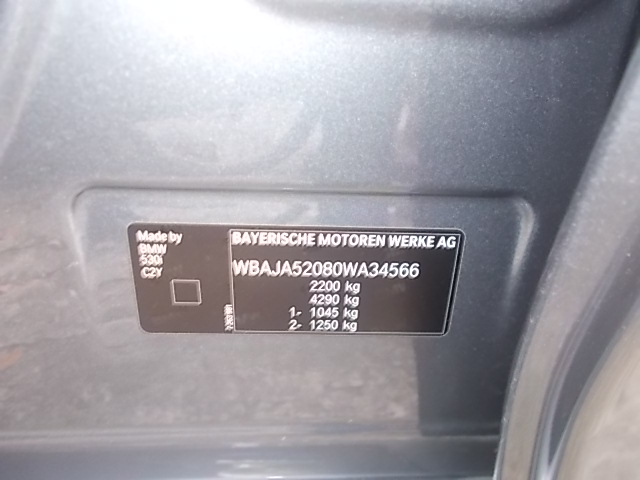 Made by
BMW
530i
C2Y
BAYERISCHE MOTOREN WERKE AG
WBAJA52080WA34566
2200 kg
4290 kg
1- 1045 kg
2- 1250 kg